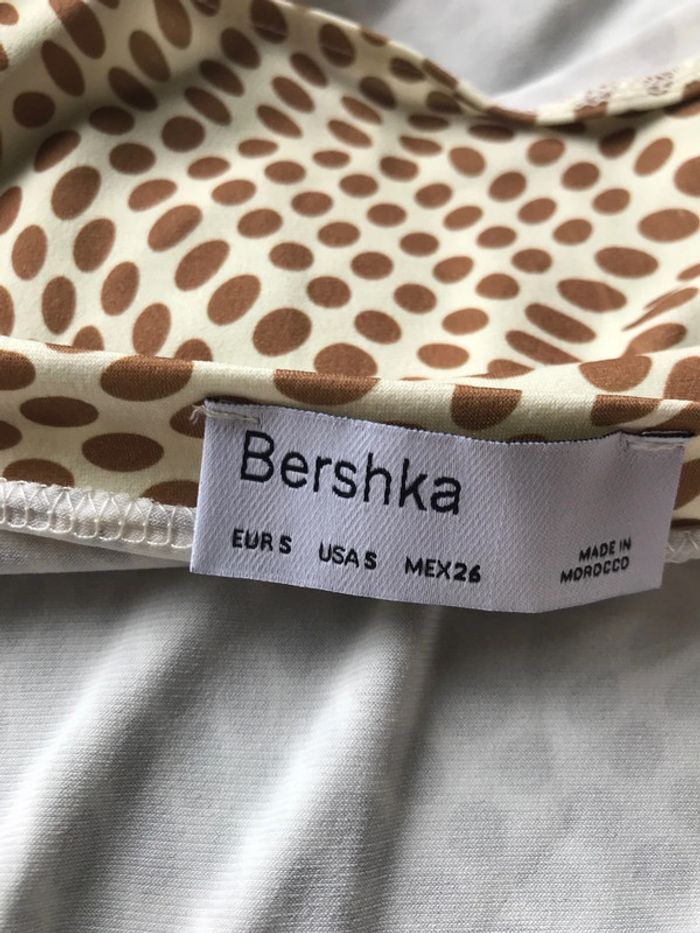 Bershka
EUR S USA S MEX 26
MADE IN
MOROCCO